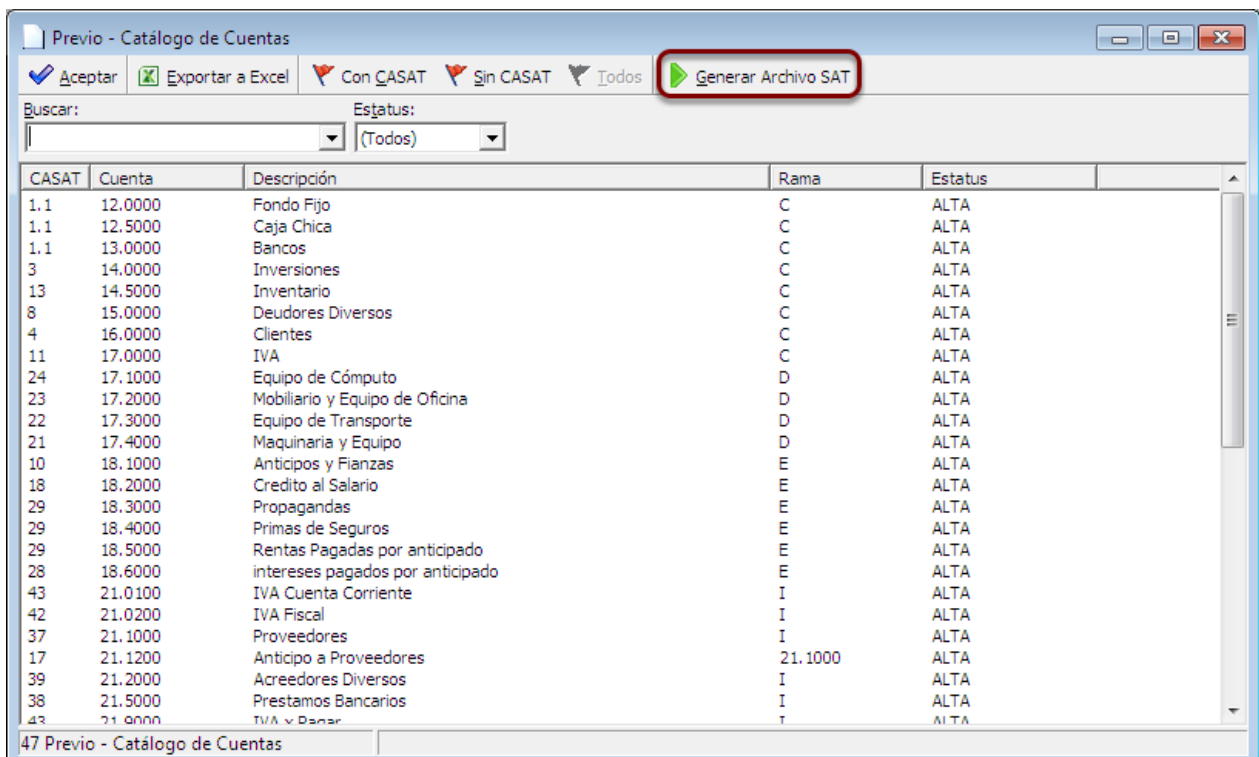 Previo - Catálogo de Cuentas
Aceptar Exportar a Excel Con CASAT Sin CASAT Todos Generar Archivo SAT
Buscar: Estatus:
(Todos)
CASAT Cuenta Descripción Rama Estatus
1.1 12.0000 Fondo Fijo C ALTA
1.1 12.5000 Caja Chica C ALTA
1.1 13.0000 Bancos C ALTA
3 14.0000 Inversiones C ALTA
13 14.5000 Inventario C ALTA
8 15.0000 Deudores Diversos C ALTA
4 16.0000 Clientes C ALTA
11 17.0000 IVA C ALTA
24 17.1000 Equipo de Cómputo D ALTA
23 17.2000 Mobiliario y Equipo de Oficina D ALTA
22 17.3000 Equipo de Transporte D ALTA
21 17.4000 Maquinaria y Equipo D ALTA
10 18.1000 Anticipos y Fianzas E ALTA
18 18.2000 Credito al Salario E ALTA
29 18.3000 Propagandas E ALTA
29 18.4000 Primas de Seguros E ALTA
29 18.5000 Rentas Pagadas por anticipado E ALTA
28 18.6000 intereses pagados por anticipado E ALTA
43 21.0100 IVA Cuenta Corriente I ALTA
42 21.0200 IVA Fiscal I ALTA
37 21.1000 Proveedores I ALTA
17 21.1200 Anticipo a Proveedores 21.1000 ALTA
39 21.2000 Acreedores Diversos I ALTA
38 21.5000 Prestamos Bancarios I ALTA
43 21.9000 IVA x Pagar I ALTA
47 Previo - Catálogo de Cuentas